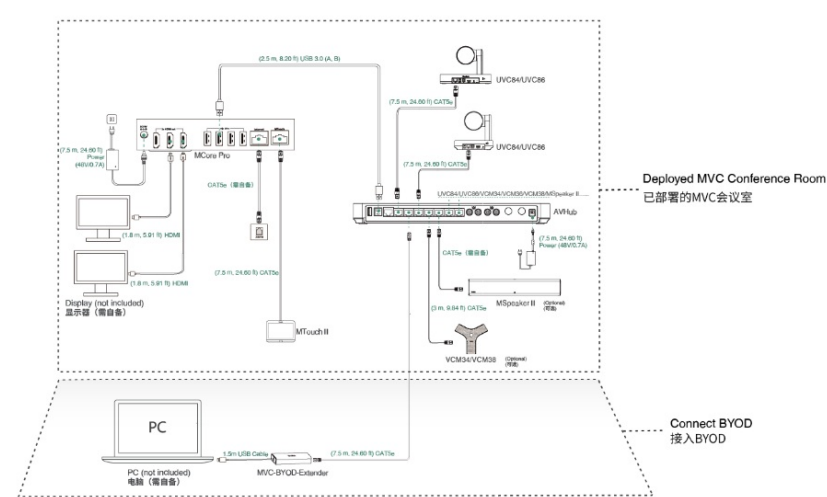 (2.5 m, 8.20 ft) USB 3.0 (A, B)
UVC84/UVC86
(7.5 m, 24.60 ft) CAT5e
UVC84/UVC86
(7.5 m, 24.60 ft)
Power
(48V/0.7A)
MCore Pro
(7.5 m, 24.60 ft) CAT5e
CAT5e（需自备）
UVC84/UVC86/VCM34/VCM36/VCM38/MSpeaker II......
Deployed MVC Conference Room
已部署的MVC会议室
AVHub
(1.8 m, 5.91 ft) HDMI
(7.5 m, 24.60 ft)
Power (48V/0.7A)
CAT5e（需自备）
(7.5 m, 24.60 ft) CAT5e
(1.8 m, 5.91 ft) HDMI
Display (not included)
显示器（需自备）
MSpeaker II
(Optional)
(可选)
(3 m, 9.84 ft) CAT5e
MTouch II
VCM34/VCM38
(Optional)
(可选)
PC
Connect BYOD
接入BYOD
1.5m USB Cable
(7.5 m, 24.60 ft) CAT5e
MVC-BYOD-Extender
PC (not included)
电脑（需自备）